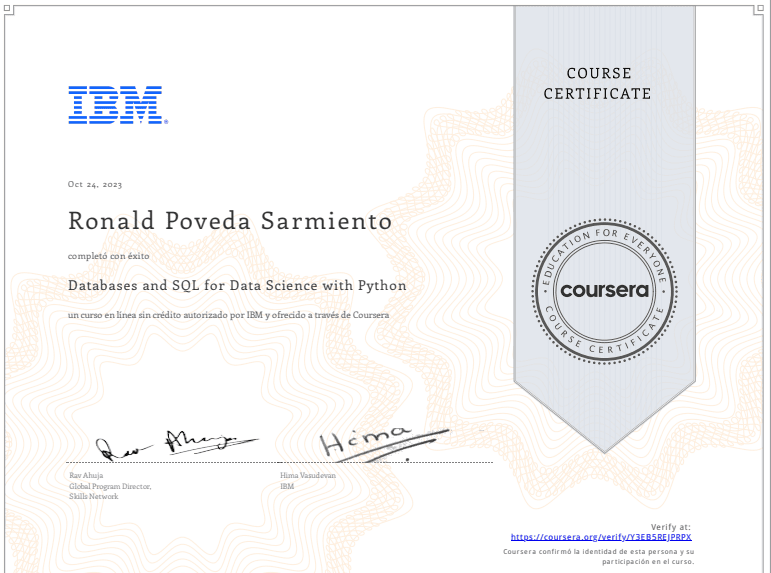 COURSE
CERTIFICATE
IBM®
Oct 24, 2023
Ronald Poveda Sarmiento
completó con éxito
Databases and SQL for Data Science with Python
un curso en línea sin crédito autorizado por IBM y ofrecido a través de Coursera
EDUCATION FOR EVERYONE
coursera
COURSE CERTIFICATE
Rav Ahuja
Hima
Rav Ahuja
Global Program Director,
Skills Network
Hima Vasudevan
IBM
Verify at:
https://coursera.org/verify/Y3EB5REJPRPX
Coursera confirmó la identidad de esta persona y su
participación en el curso.